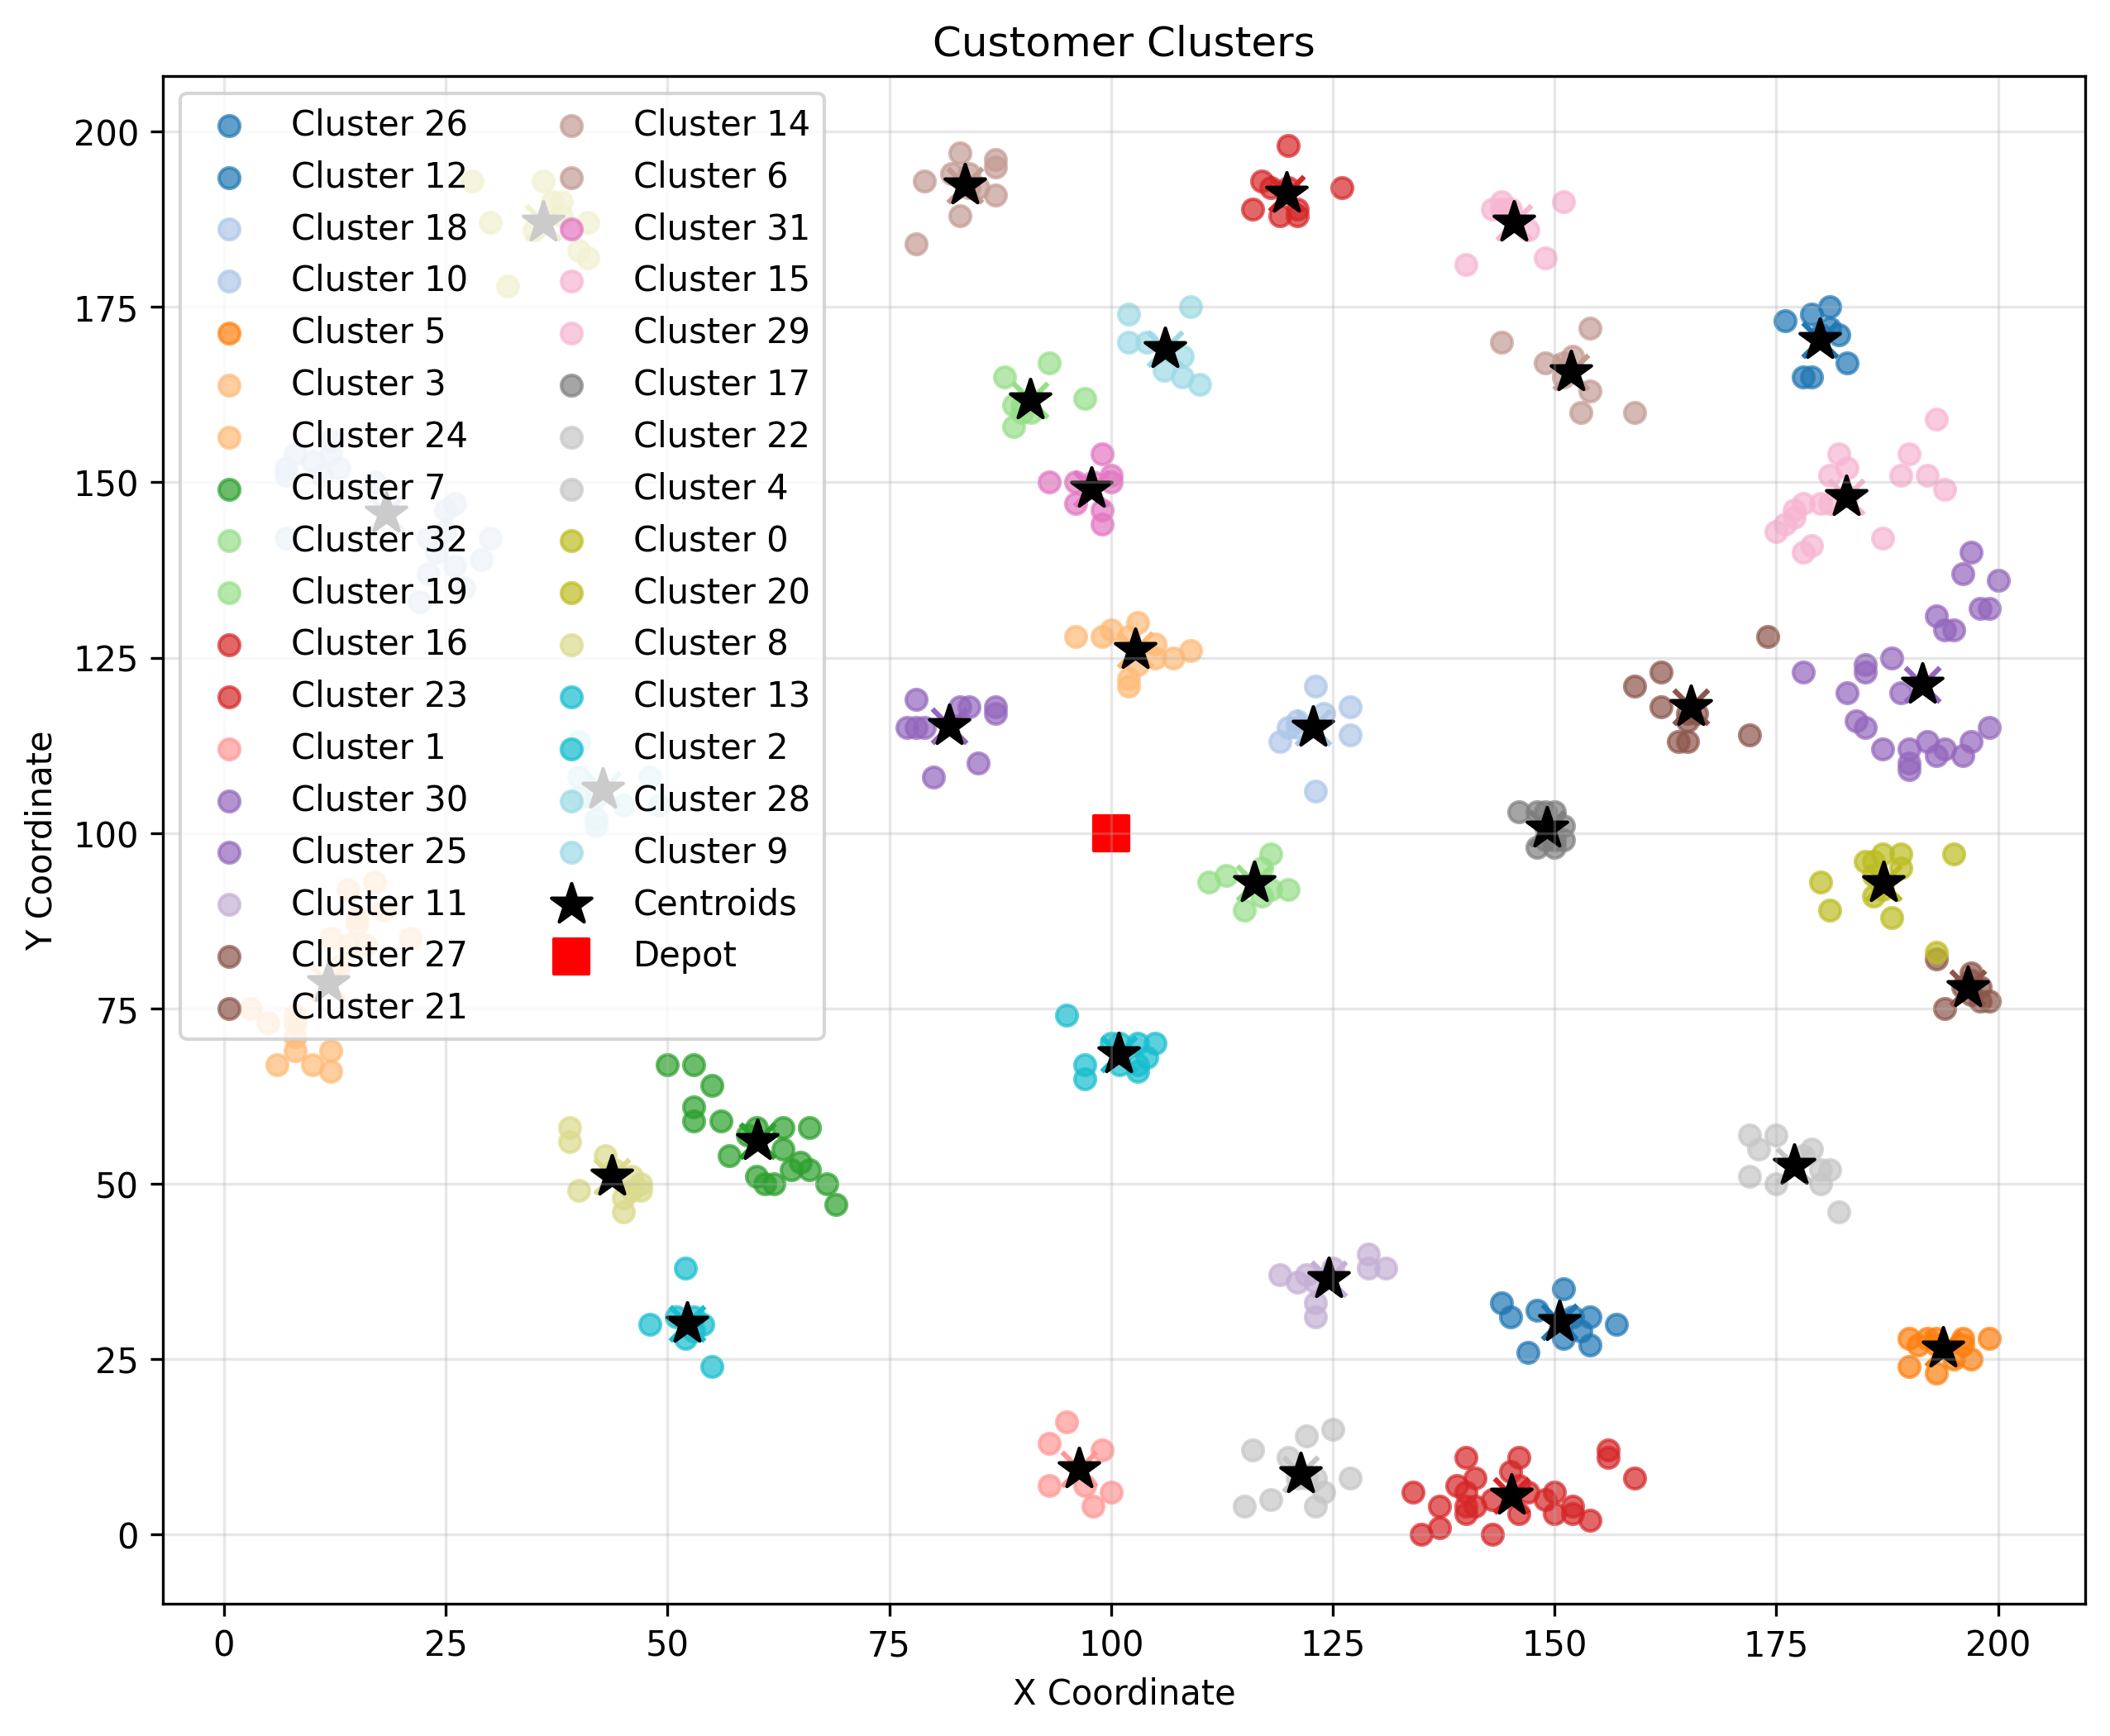 Customer Clusters
Cluster 26
Cluster 12
Cluster 18
Cluster 10
Cluster 5
Cluster 3
Cluster 24
Cluster 7
Cluster 32
Cluster 19
Cluster 16
Cluster 23
Cluster 1
Cluster 30
Cluster 25
Cluster 11
Cluster 27
Cluster 21
Cluster 14
Cluster 6
Cluster 31
Cluster 15
Cluster 29
Cluster 17
Cluster 22
Cluster 4
Cluster 0
Cluster 20
Cluster 8
Cluster 13
Cluster 2
Cluster 28
Cluster 9
Centroids
Depot
Y Coordinate
200
175
150
125
100
75
50
25
0
0 25 50 75 100 125 150 175 200
X Coordinate